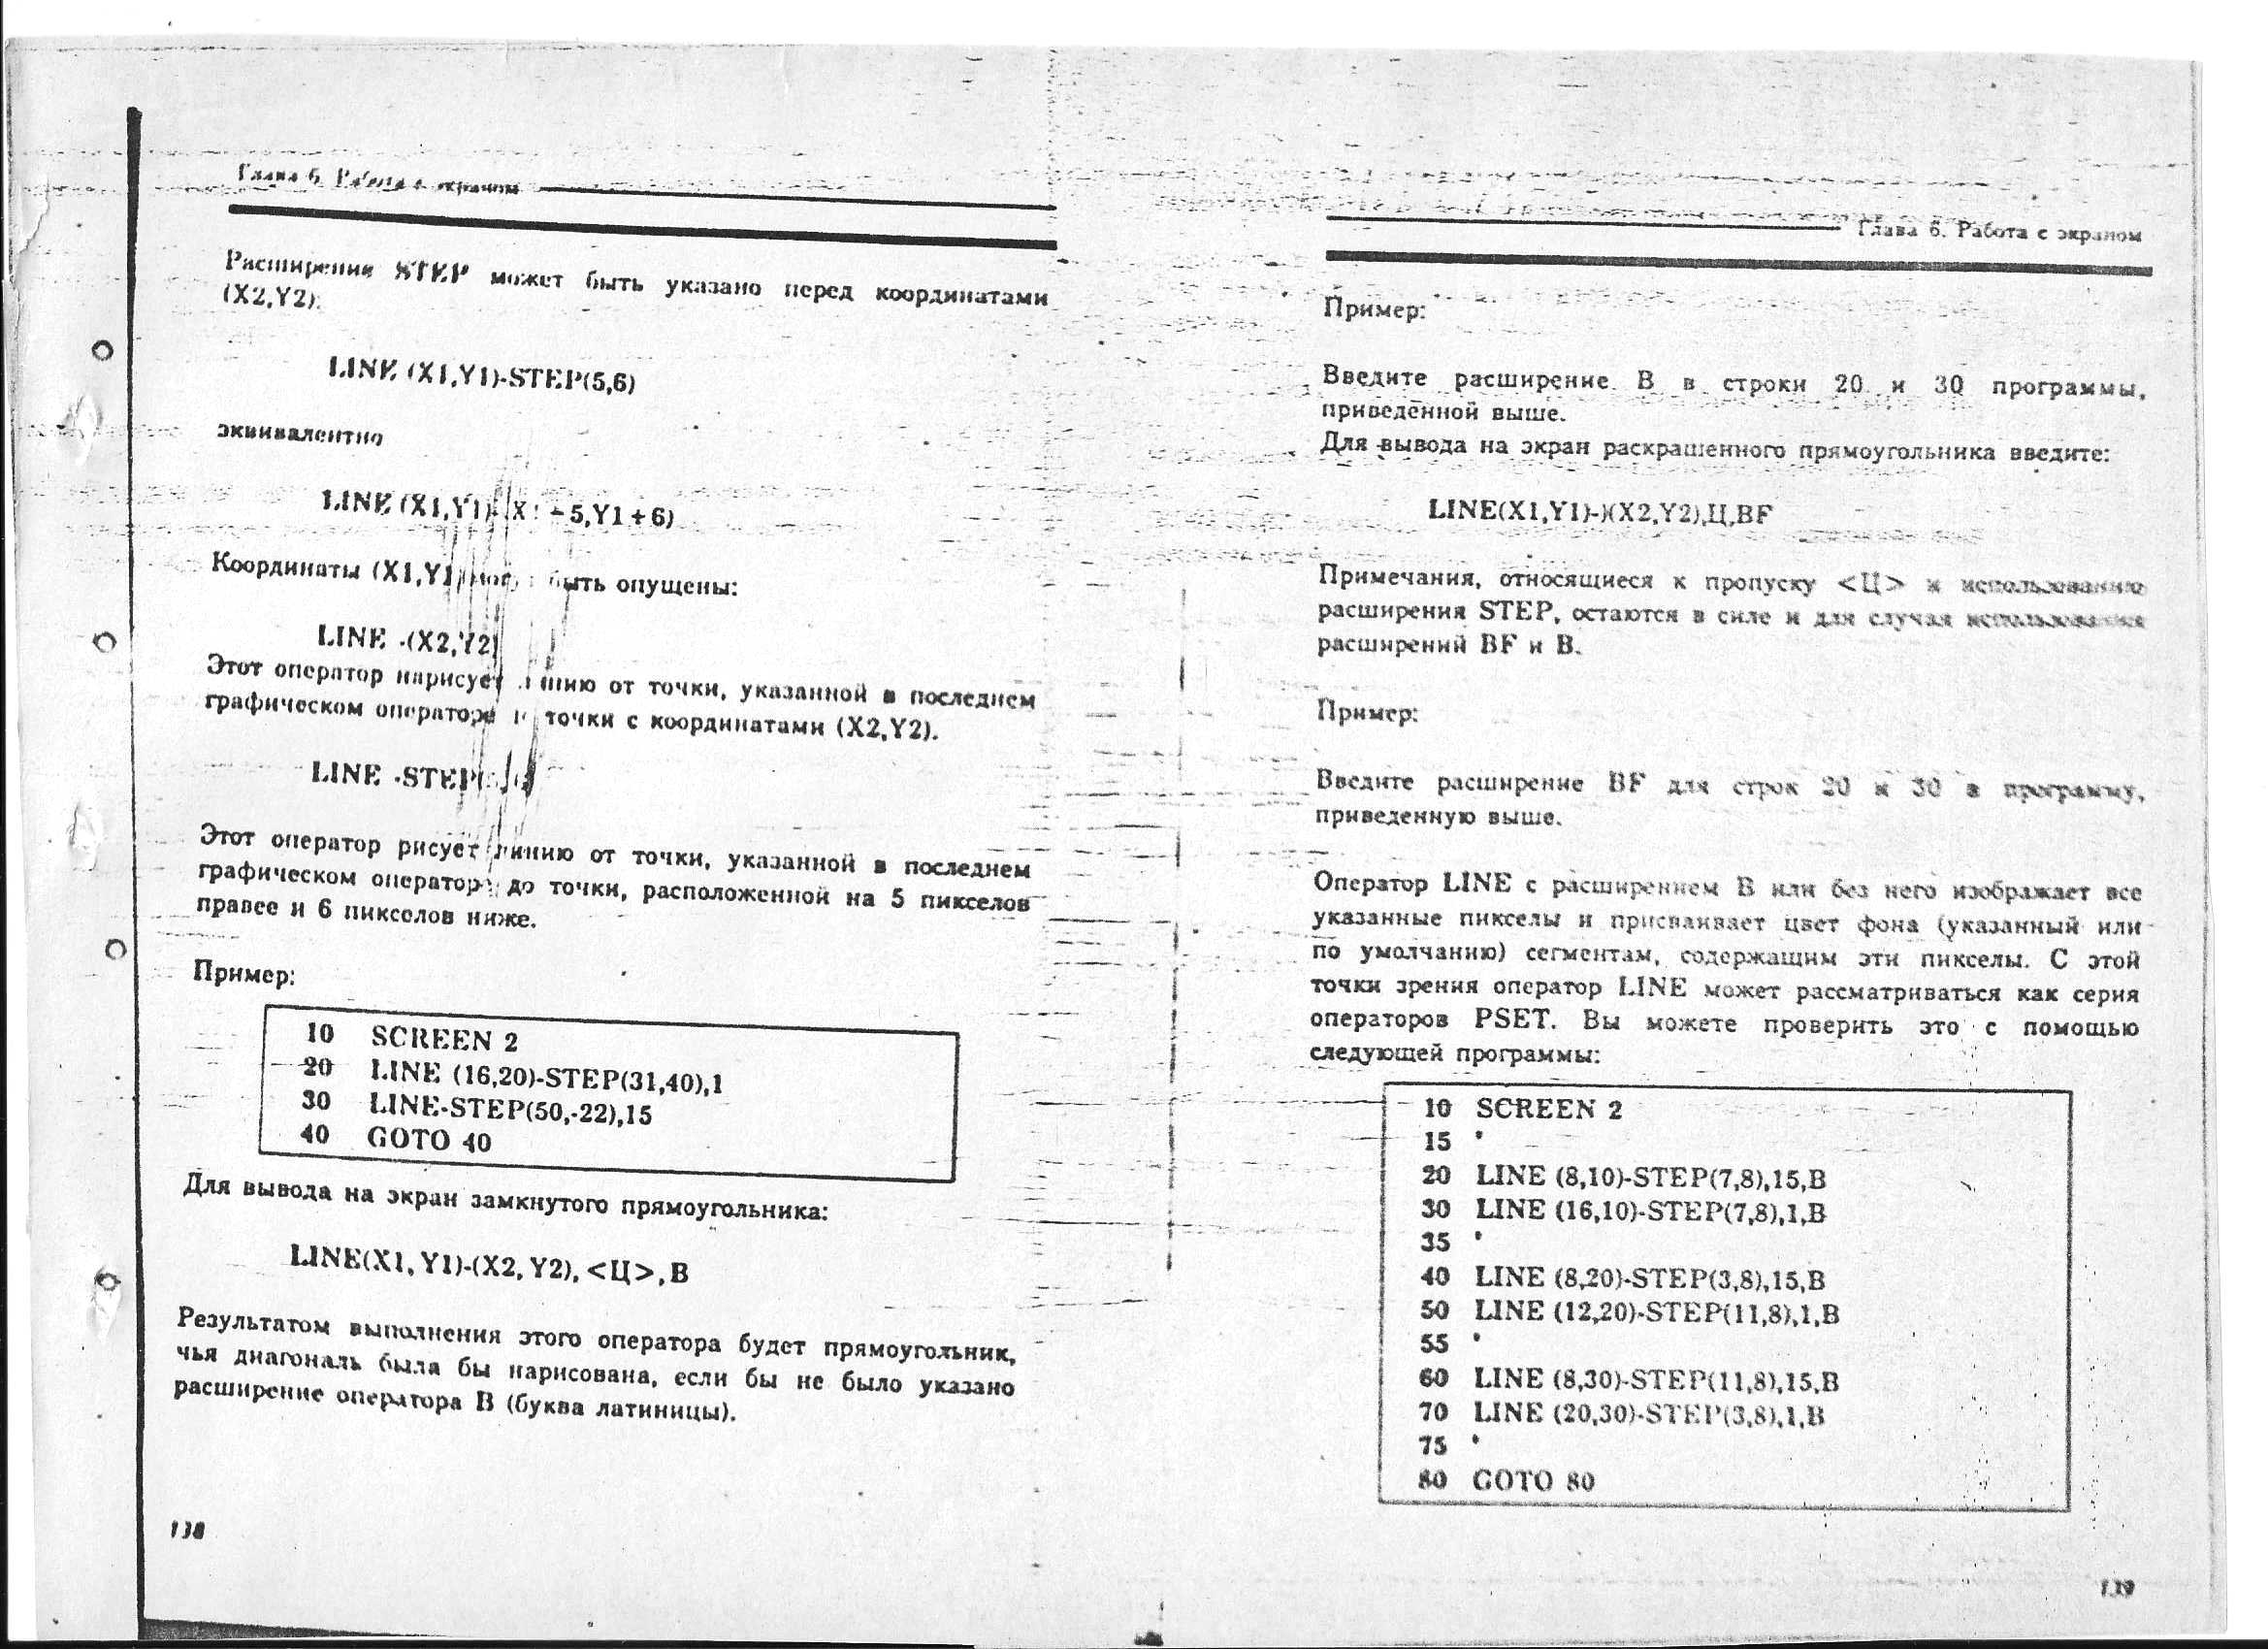 Глава 6. Работа с экраном
Расширение STEP может быть указано перед координатами
(X2,Y2):
LINE (X1,Y1)-STEP(5,6)
эквивалентно
LINE (X1,Y1)-(X1+5,Y1+6)
Координаты (X1,Y1) могут быть опущены:
LINE -(X2,Y2)
Этот оператор нарисует линию от точки, указанной в последнем
графическом операторе до точки с координатами (X2,Y2).
LINE -STEP
Этот оператор рисует линию от точки, указанной в последнем
графическом операторе до точки, расположенной на 5 пикселов
правее и 6 пикселов ниже.
Пример:
10 SCREEN 2
20 LINE (16,20)-STEP(31,40),1
30 LINE-STEP(50,-22),15
40 GOTO 40
Для вывода на экран замкнутого прямоугольника:
LINE(X1, Y1)-(X2, Y2), <Ц>, B
Результатом выполнения этого оператора будет прямоугольник,
чья диагональ была бы нарисована, если бы не было указано
расширение оператора B (буква латиницы).
138
Глава 6. Работа с экраном
Пример:
Введите расширение B в строки 20 и 30 программы,
приведенной выше.
Для вывода на экран раскрашенного прямоугольника введите:
LINE(X1,Y1)-)(X2,Y2),Ц,BF
Примечания, относящиеся к пропуску <Ц> и использованию
расширения STEP, остаются в силе и для случая использования
расширений BF и B.
Пример:
Введите расширение BF для строк 20 и 30 в программу,
приведенную выше.
Оператор LINE с расширением B или без него изображает все
указанные пикселы и присваивает цвет фона (указанный или
по умолчанию) сегментам, содержащим эти пикселы. С этой
точки зрения оператор LINE может рассматриваться как серия
операторов PSET. Вы можете проверить это с помощью
следующей программы:
10 SCREEN 2
15 '
20 LINE (8,10)-STEP(7,8),15,B
30 LINE (16,10)-STEP(7,8),1,B
35 '
40 LINE (8,20)-STEP(3,8),15,B
50 LINE (12,20)-STEP(11,8),1,B
55 '
60 LINE (8,30)-STEP(11,8),15,B
70 LINE (20,30)-STEP(3,8),1,B
75 '
80 GOTO 80
139